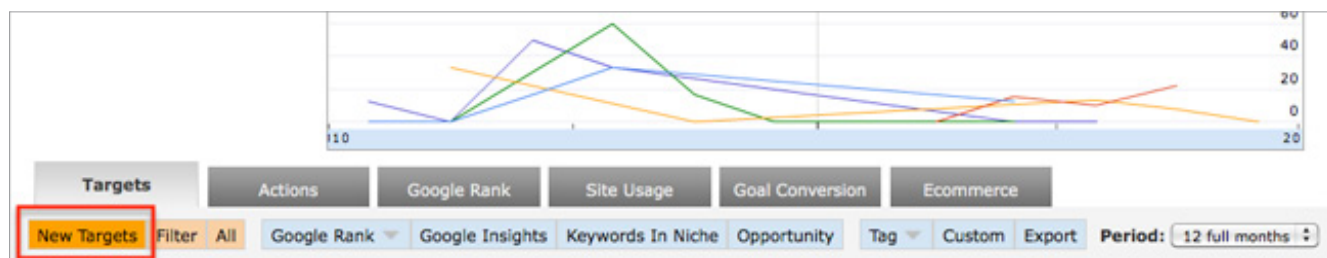 60
40
20
0
110 20
Targets Actions Google Rank Site Usage Goal Conversion Ecommerce
New Targets Filter All Google Rank Google Insights Keywords In Niche Opportunity Tag Custom Export Period: 12 full months